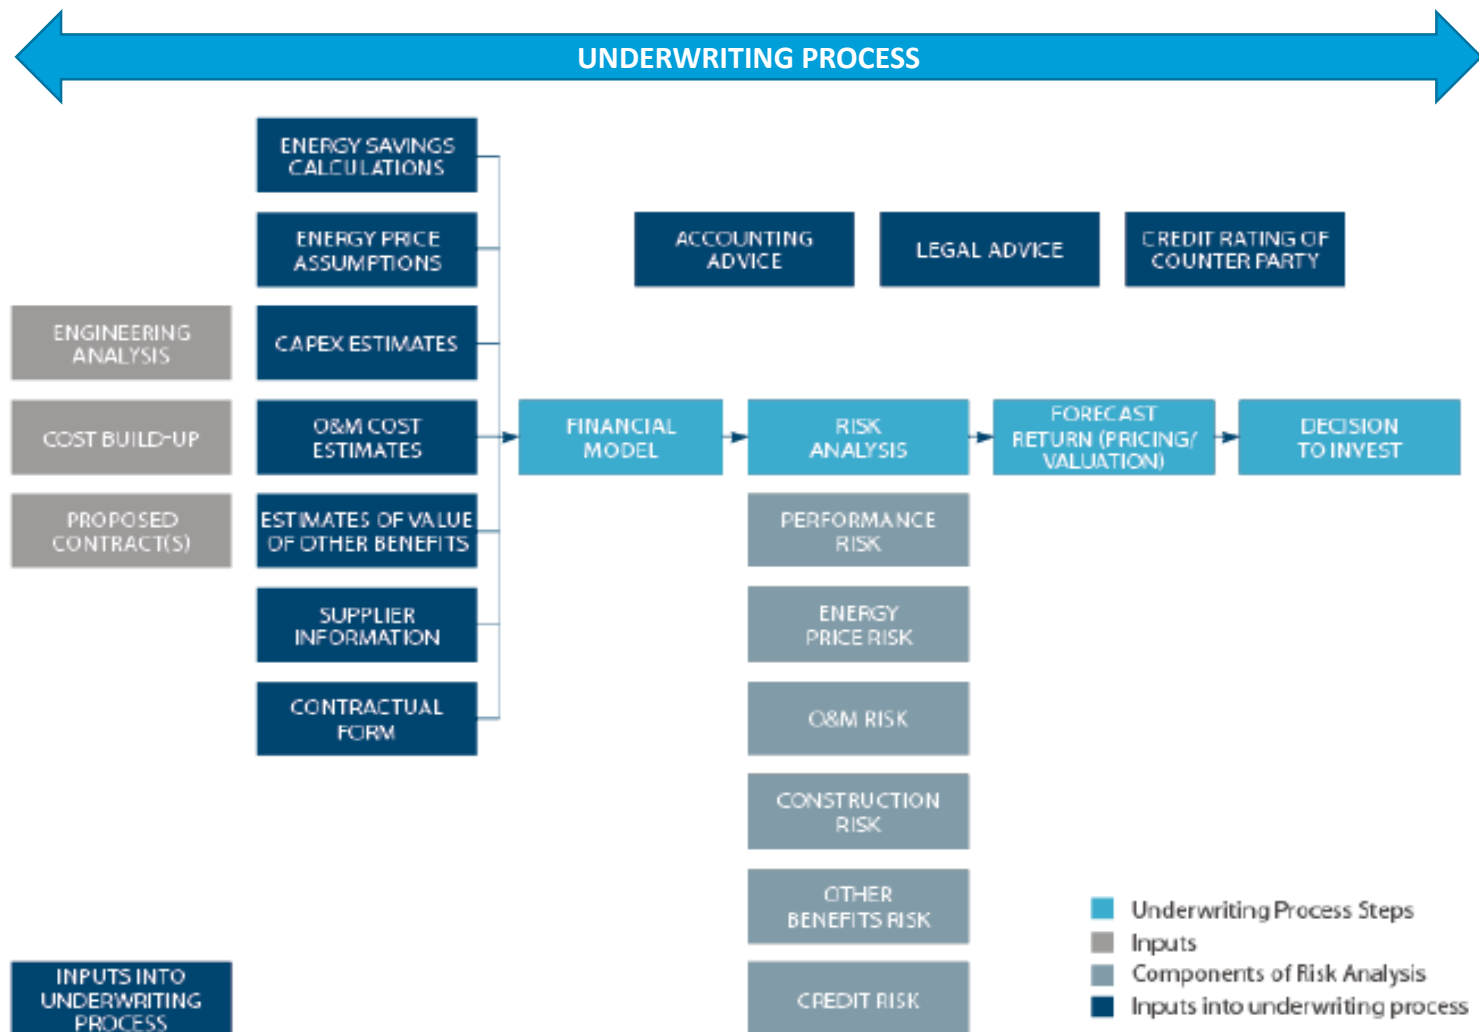 UNDERWRITING PROCESS
ENERGY SAVINGS
CALCULATIONS
ENERGY PRICE
ASSUMPTIONS
ACCOUNTING
ADVICE
LEGAL ADVICE
CREDIT RATING OF
COUNTER PARTY
ENGINEERING
ANALYSIS
CAPEX ESTIMATES
COST BUILD-UP
O&M COST
ESTIMATES
FINANCIAL
MODEL
RISK
ANALYSIS
FORECAST
RETURN (PRICING/
VALUATION)
DECISION
TO INVEST
PROPOSED
CONTRACT(S)
ESTIMATES OF VALUE
OF OTHER BENEFITS
PERFORMANCE
RISK
SUPPLIER
INFORMATION
ENERGY
PRICE RISK
CONTRACTUAL
FORM
O&M RISK
CONSTRUCTION
RISK
OTHER
BENEFITS RISK
CREDIT RISK
INPUTS INTO
UNDERWRITING
PROCESS
Underwriting Process Steps
Inputs
Components of Risk Analysis
Inputs into underwriting process